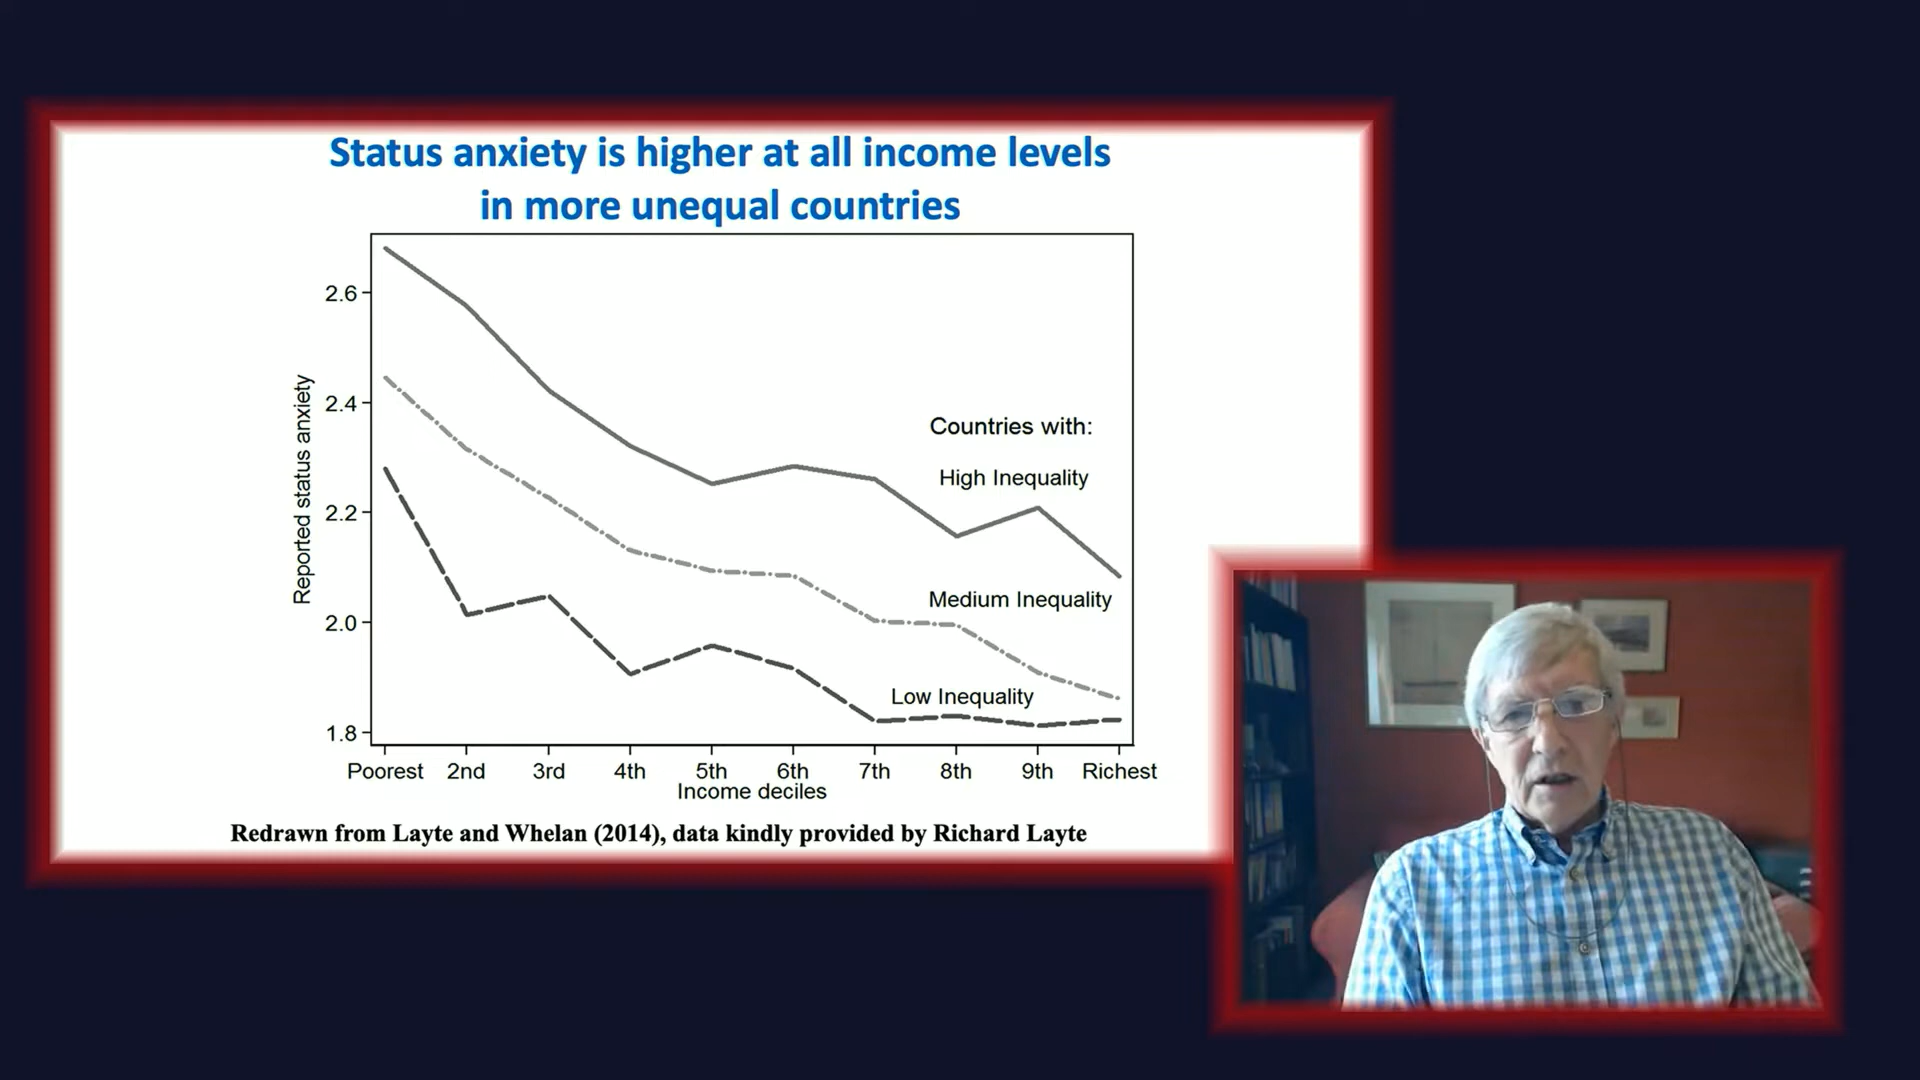 Status anxiety is higher at all income levels
in more unequal countries
Reported status anxiety
2.6
2.4
2.2
2.0
1.8
Countries with:
High Inequality
Medium Inequality
Low Inequality
Poorest 2nd 3rd 4th 5th 6th 7th 8th 9th Richest
Income deciles
Redrawn from Layte and Whelan (2014), data kindly provided by Richard Layte